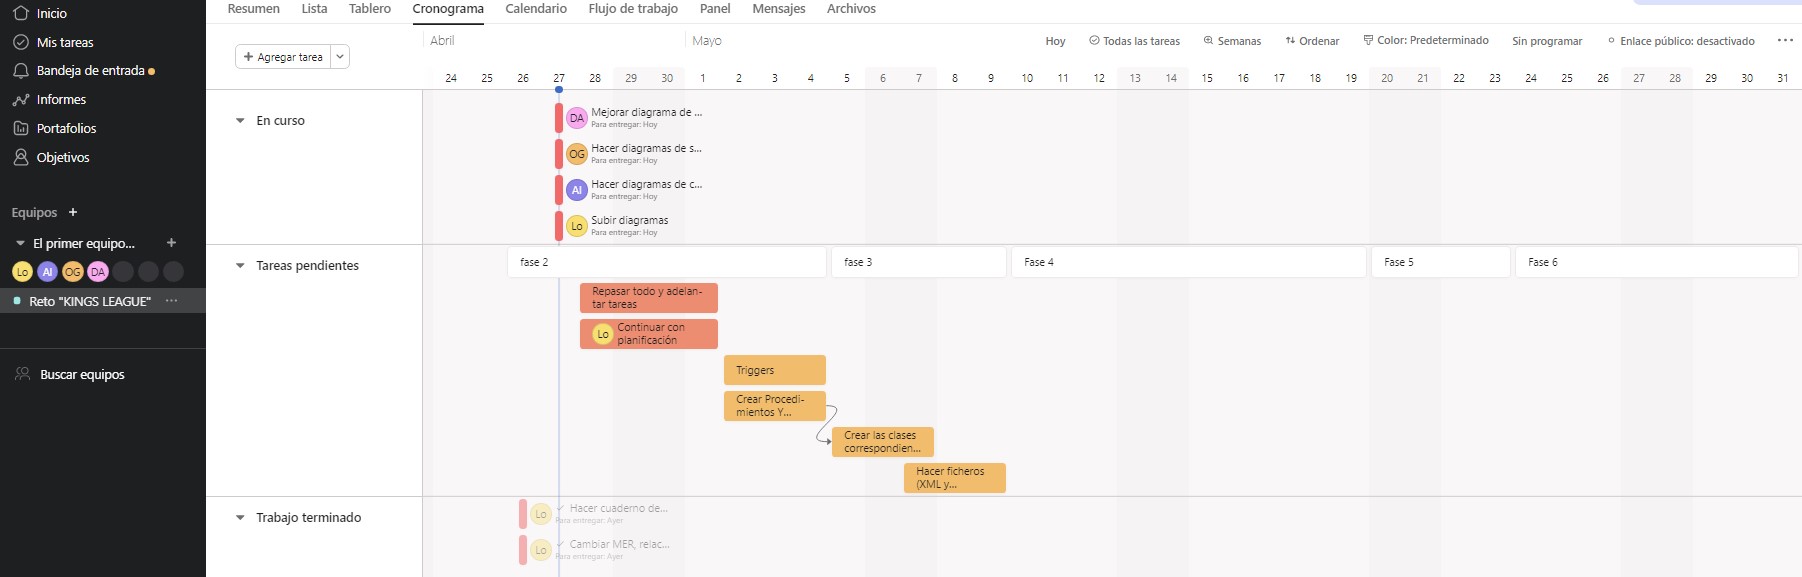 Inicio
Mis tareas
Bandeja de entrada
Informes
Portafolios
Objetivos
Equipos +
El primer equipo... +
Lo AI OG DA
Reto "KINGS LEAGUE" ...
Buscar equipos
Resumen Lista Tablero Cronograma Calendario Flujo de trabajo Panel Mensajes Archivos
+ Agregar tarea
Abril Mayo
Hoy Todas las tareas Semanas Ordenar Color: Predeterminado Sin programar Enlace público: desactivado ...
24 25 26 27 28 29 30 1 2 3 4 5 6 7 8 9 10 11 12 13 14 15 16 17 18 19 20 21 22 23 24 25 26 27 28 29 30 31
En curso
DA Mejorar diagrama de ...
Para entregar: Hoy
OG Hacer diagramas de s...
Para entregar: Hoy
AI Hacer diagramas de c...
Para entregar: Hoy
Lo Subir diagramas
Para entregar: Hoy
Tareas pendientes
fase 2 fase 3 Fase 4 Fase 5 Fase 6
Repasar todo y adelan-
tar tareas
Lo Continuar con
planificación
Triggers
Crear Procedi-
mientos Y...
Crear las clases
correspondien...
Hacer ficheros
(XML y...
Trabajo terminado
Lo ✓ Hacer cuaderno de...
Para entregar: Ayer
Lo ✓ Cambiar MER, relac...
Para entregar: Ayer